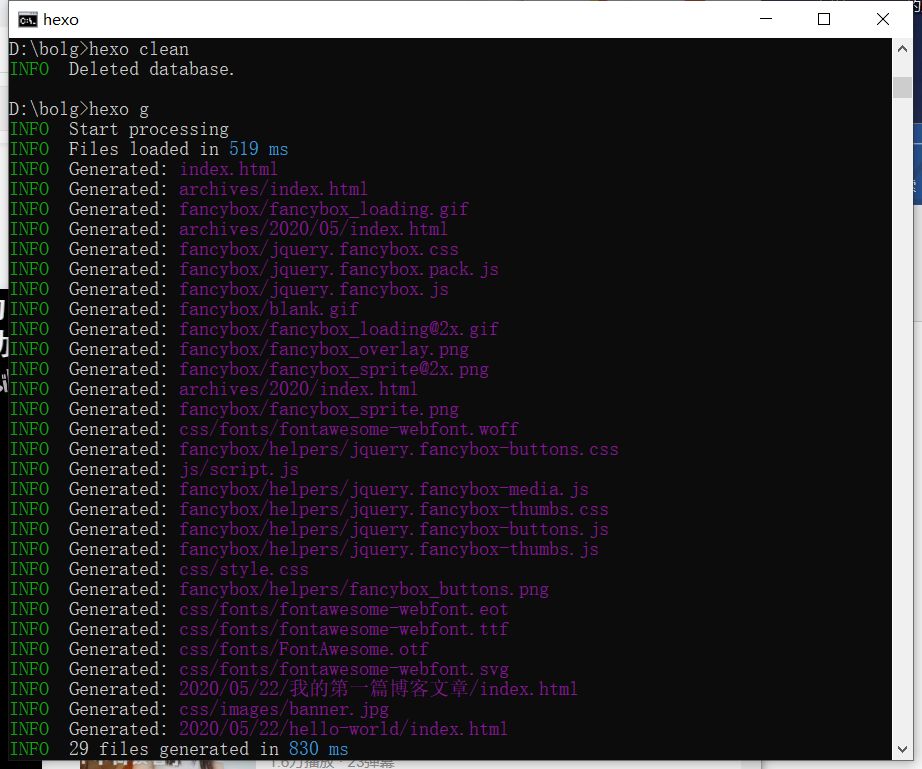 hexo
D:\bolg>hexo clean
INFO  Deleted database.
D:\bolg>hexo g
INFO  Start processing
INFO  Files loaded in 519 ms
INFO  Generated: index.html
INFO  Generated: archives/index.html
INFO  Generated: fancybox/fancybox_loading.gif
INFO  Generated: archives/2020/05/index.html
INFO  Generated: fancybox/jquery.fancybox.css
INFO  Generated: fancybox/jquery.fancybox.pack.js
INFO  Generated: fancybox/jquery.fancybox.js
INFO  Generated: fancybox/blank.gif
INFO  Generated: fancybox/fancybox_loading@2x.gif
INFO  Generated: fancybox/fancybox_overlay.png
INFO  Generated: fancybox/fancybox_sprite@2x.png
INFO  Generated: archives/2020/index.html
INFO  Generated: fancybox/fancybox_sprite.png
INFO  Generated: css/fonts/fontawesome-webfont.woff
INFO  Generated: fancybox/helpers/jquery.fancybox-buttons.css
INFO  Generated: js/script.js
INFO  Generated: fancybox/helpers/jquery.fancybox-media.js
INFO  Generated: fancybox/helpers/jquery.fancybox-thumbs.css
INFO  Generated: fancybox/helpers/jquery.fancybox-buttons.js
INFO  Generated: fancybox/helpers/jquery.fancybox-thumbs.js
INFO  Generated: css/style.css
INFO  Generated: fancybox/helpers/fancybox_buttons.png
INFO  Generated: css/fonts/fontawesome-webfont.eot
INFO  Generated: css/fonts/fontawesome-webfont.ttf
INFO  Generated: css/fonts/FontAwesome.otf
INFO  Generated: css/fonts/fontawesome-webfont.svg
INFO  Generated: 2020/05/22/我的第一篇博客文章/index.html
INFO  Generated: css/images/banner.jpg
INFO  Generated: 2020/05/22/hello-world/index.html
INFO  29 files generated in 830 ms
1.6万播放 · 23弹幕